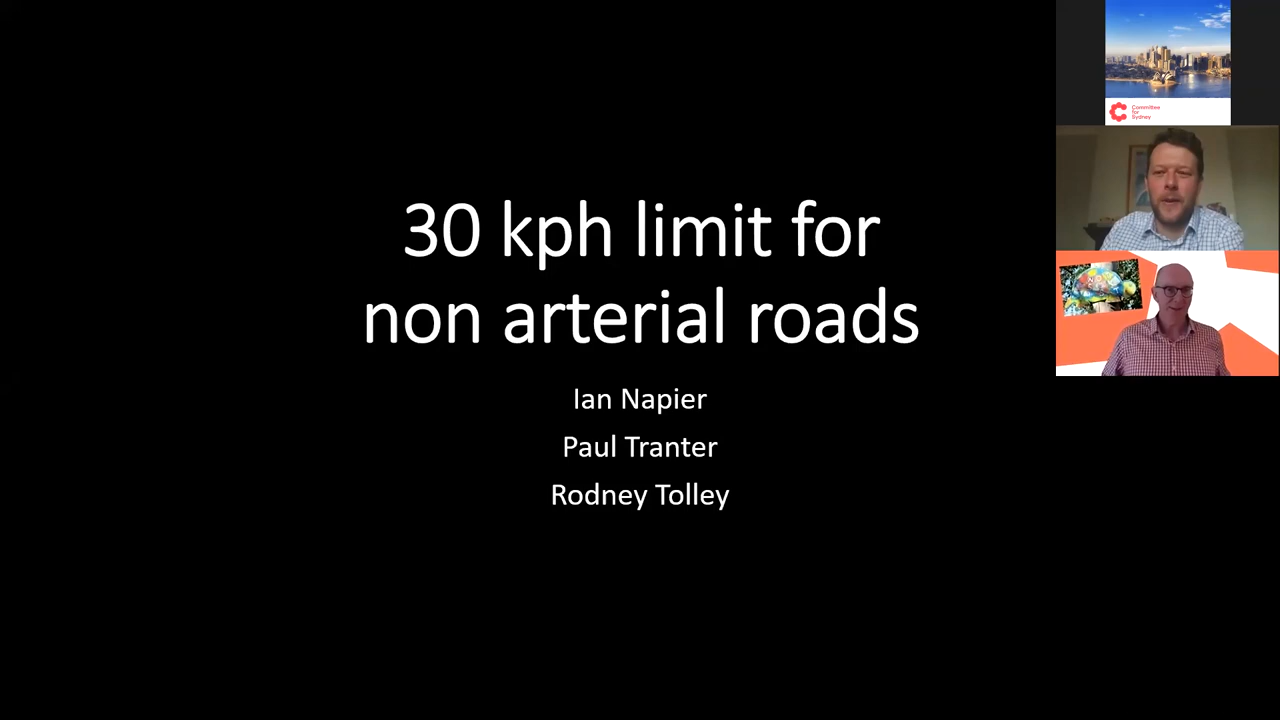 30 kph limit for
non arterial roads
Ian Napier
Paul Tranter
Rodney Tolley
Committee
for
Sydney